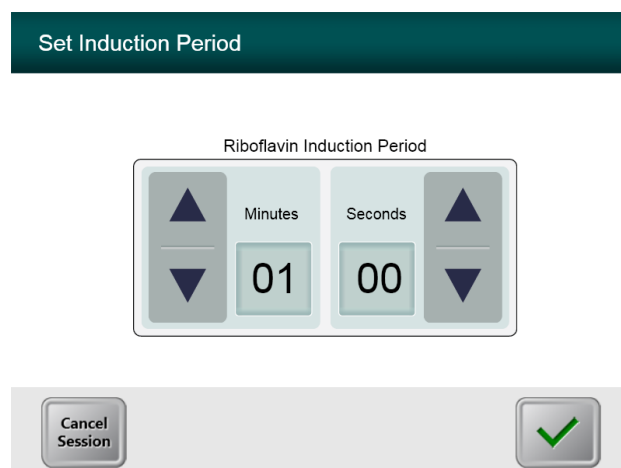 Set Induction Period
Riboflavin Induction Period
Minutes
Seconds
01
00
Cancel
Session